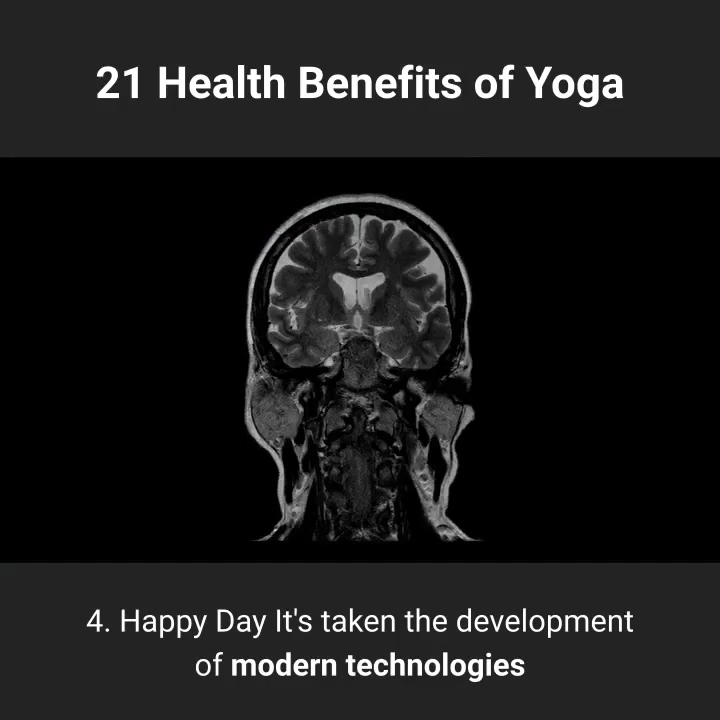 21 Health Benefits of Yoga
4. Happy Day It's taken the development
of modern technologies